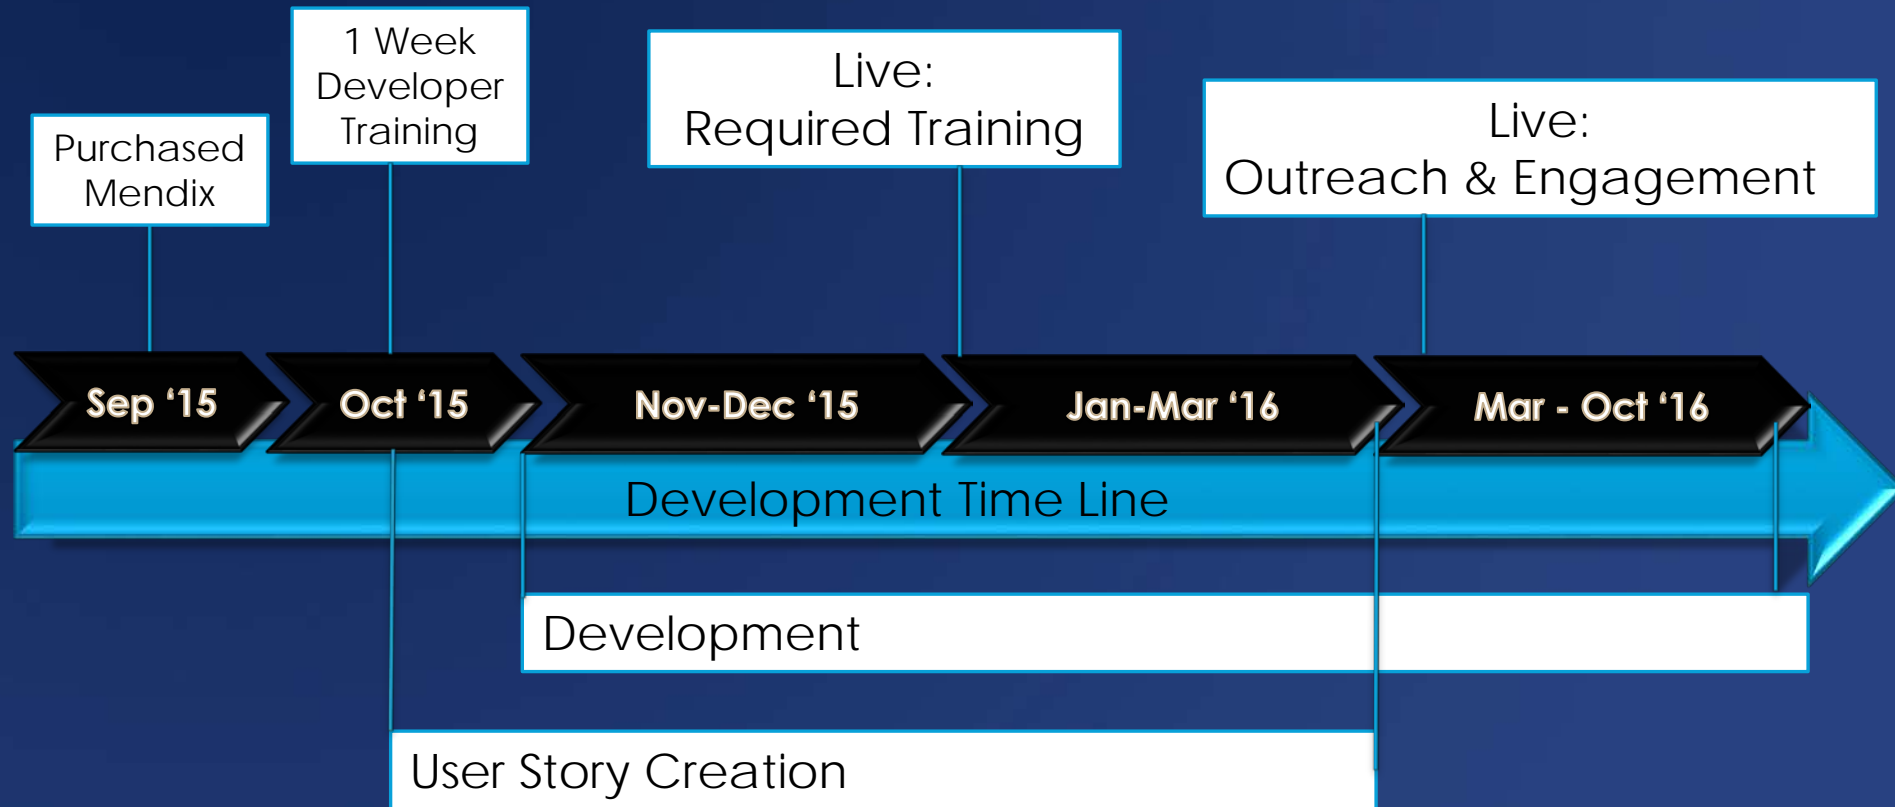 1 Week
Developer
Training
Live:
Required Training
Live:
Outreach & Engagement
Purchased
Mendix
Sep ‘15
Oct ‘15
Nov-Dec ‘15
Jan-Mar ‘16
Mar - Oct ‘16
Development Time Line
Development
User Story Creation